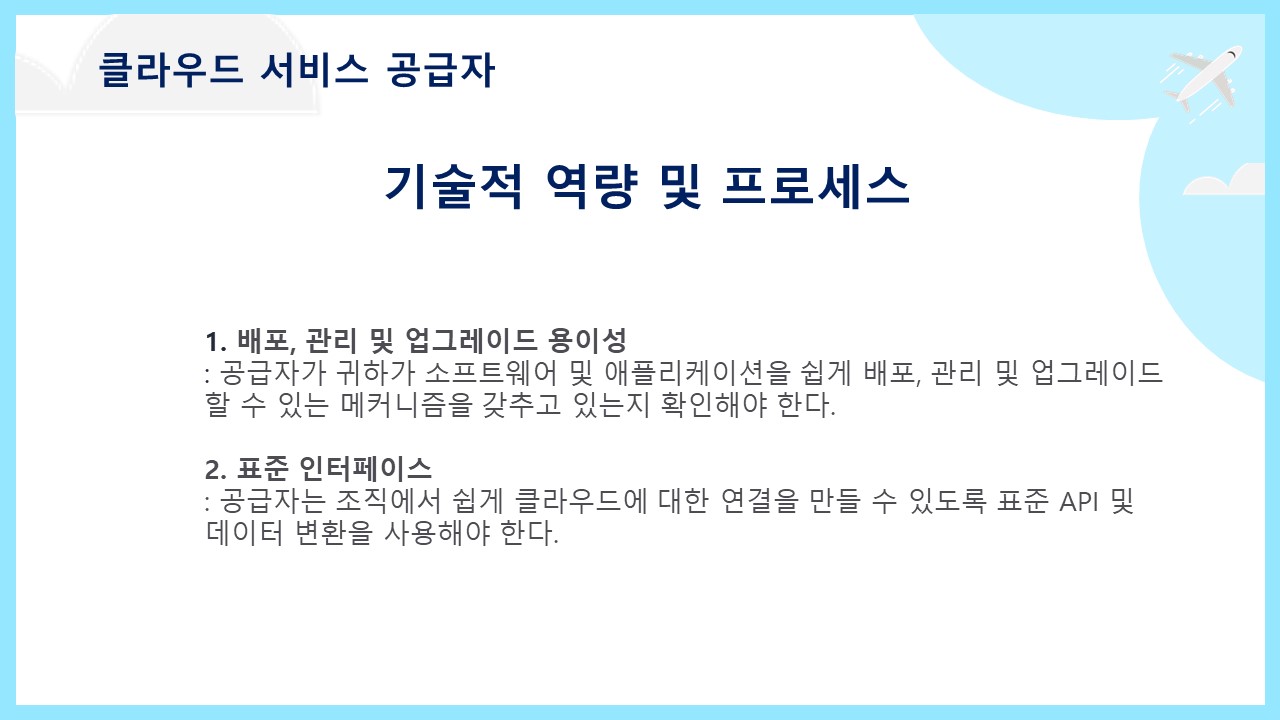 클라우드 서비스 공급자
기술적 역량 및 프로세스
1. 배포, 관리 및 업그레이드 용이성
: 공급자가 귀하가 소프트웨어 및 애플리케이션을 쉽게 배포, 관리 및 업그레이드
할 수 있는 메커니즘을 갖추고 있는지 확인해야 한다.
2. 표준 인터페이스
: 공급자는 조직에서 쉽게 클라우드에 대한 연결을 만들 수 있도록 표준 API 및
데이터 변환을 사용해야 한다.